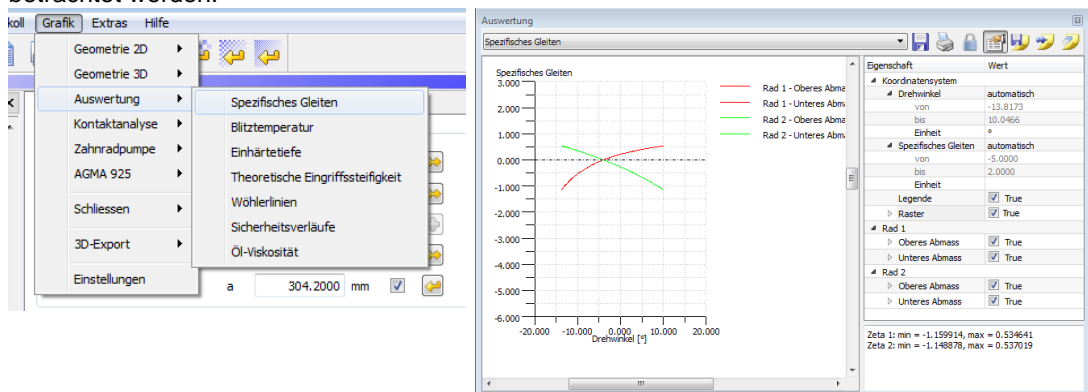 betrachtet worden.
koll Grafik Extras Hilfe
Geometrie 2D
Geometrie 3D
Auswertung
Kontaktanalyse
Zahnradpumpe
AGMA 925
Schliessen
3D-Export
Einstellungen
Spezifisches Gleiten
Blitztemperatur
Einhärtetiefe
Theoretische Eingriffssteifigkeit
Wöhlerlinien
Sicherheitsverläufe
Öl-Viskosität
a 304.2000 mm
Auswertung
Spezifisches Gleiten
Spezifisches Gleiten
3.000
2.000
1.000
0.000
-1.000
-2.000
-3.000
-4.000
-5.000
-6.000
-20.000 -10.000 0.000 10.000 20.000
Drehwinkel [°]
Rad 1 - Oberes Abma
Rad 1 - Unteres Abma
Rad 2 - Oberes Abma
Rad 2 - Unteres Abma
Eigenschaft Wert
Koordinatensystem
Drehwinkel automatisch
von -13.8173
bis 10.0466
Einheit °
Spezifisches Gleiten automatisch
von -5.0000
bis 2.0000
Einheit
Legende True
Raster True
Rad 1
Oberes Abmass True
Unteres Abmass True
Rad 2
Oberes Abmass True
Unteres Abmass True
Zeta 1: min = -1.159914, max = 0.534641
Zeta 2: min = -1.148878, max = 0.537019